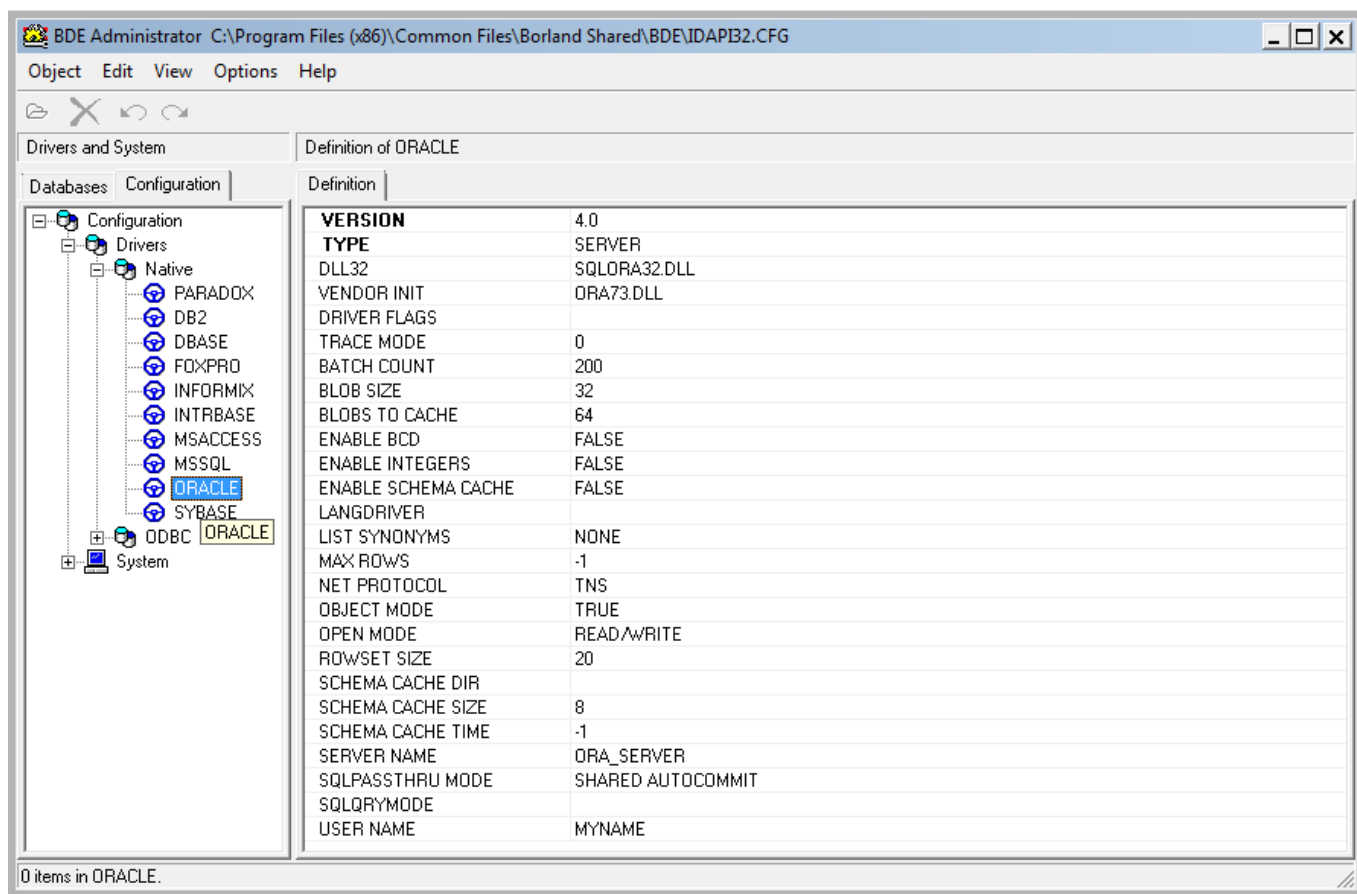 BDE Administrator C:\Program Files (x86)\Common Files\Borland Shared\BDE\IDAPI32.CFG
Object Edit View Options Help
Drivers and System
Definition of ORACLE
Databases Configuration
Definition
Configuration
Drivers
Native
PARADOX
DB2
DBASE
FOXPRO
INFORMIX
INTRBASE
MSACCESS
MSSQL
ORACLE
SYBASE
ODBC
ORACLE
System
VERSION 4.0
TYPE SERVER
DLL32 SQLORA32.DLL
VENDOR INIT ORA73.DLL
DRIVER FLAGS
TRACE MODE 0
BATCH COUNT 200
BLOB SIZE 32
BLOBS TO CACHE 64
ENABLE BCD FALSE
ENABLE INTEGERS FALSE
ENABLE SCHEMA CACHE FALSE
LANGDRIVER
LIST SYNONYMS NONE
MAX ROWS -1
NET PROTOCOL TNS
OBJECT MODE TRUE
OPEN MODE READ/WRITE
ROWSET SIZE 20
SCHEMA CACHE DIR
SCHEMA CACHE SIZE 8
SCHEMA CACHE TIME -1
SERVER NAME ORA_SERVER
SQLPASSTHRU MODE SHARED AUTOCOMMIT
SQLQRYMODE
USER NAME MYNAME
0 items in ORACLE.